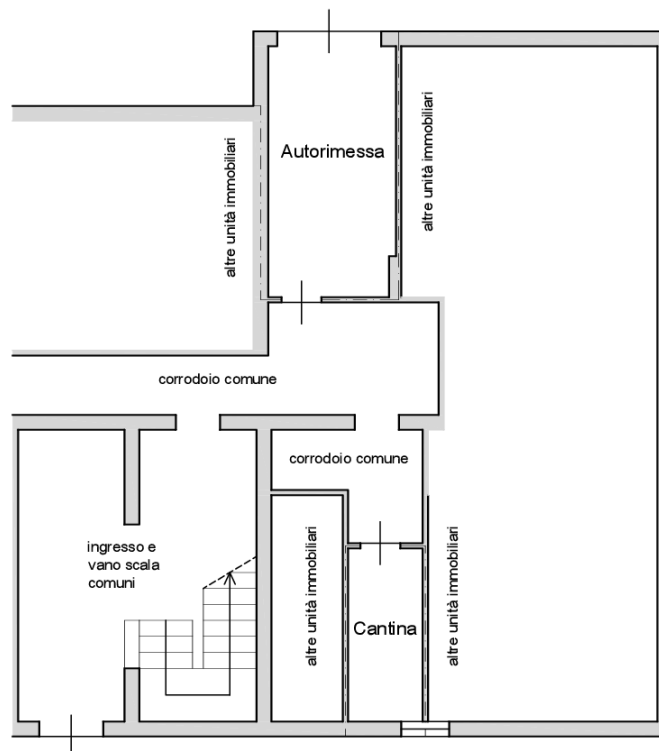 altre unità immobiliari
Autorimessa
altre unità immobiliari
corrodoio comune
corrodoio comune
ingresso e
vano scala
comuni
altre unità immobiliari
Cantina
altre unità immobiliari